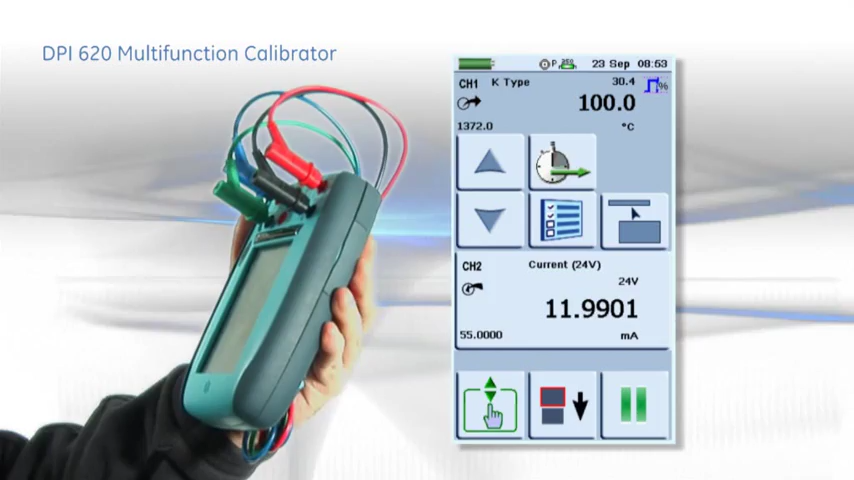 DPI 620 Multifunction Calibrator
P 23 Sep 08:53
CH1 K Type 30.4
%
100.0
1372.0 °C
CH2 Current (24V)
24V
11.9901
55.0000 mA